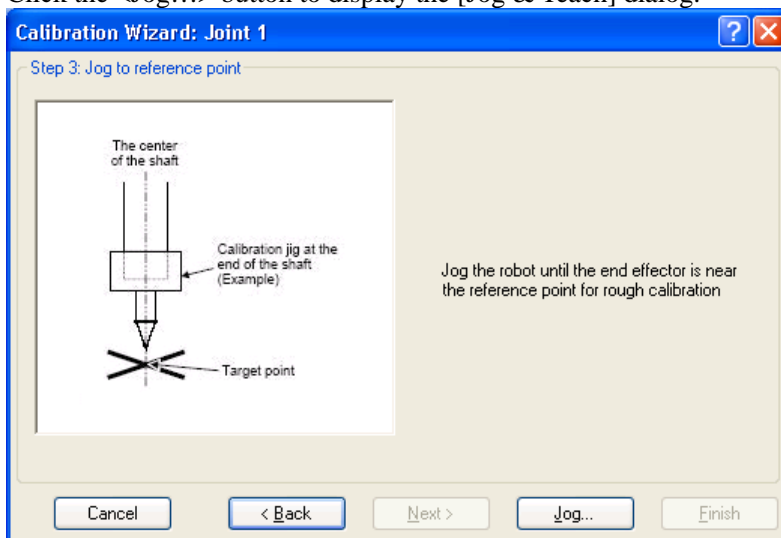 Click the <Jog...> button to display the [Jog & Teach] dialog.
Calibration Wizard: Joint 1
Step 3: Jog to reference point
The center
of the shaft
Calibration jig at the
end of the shaft
(Example)
Target point
Jog the robot until the end effector is near
the reference point for rough calibration
Cancel
< Back
Next >
Jog...
Finish